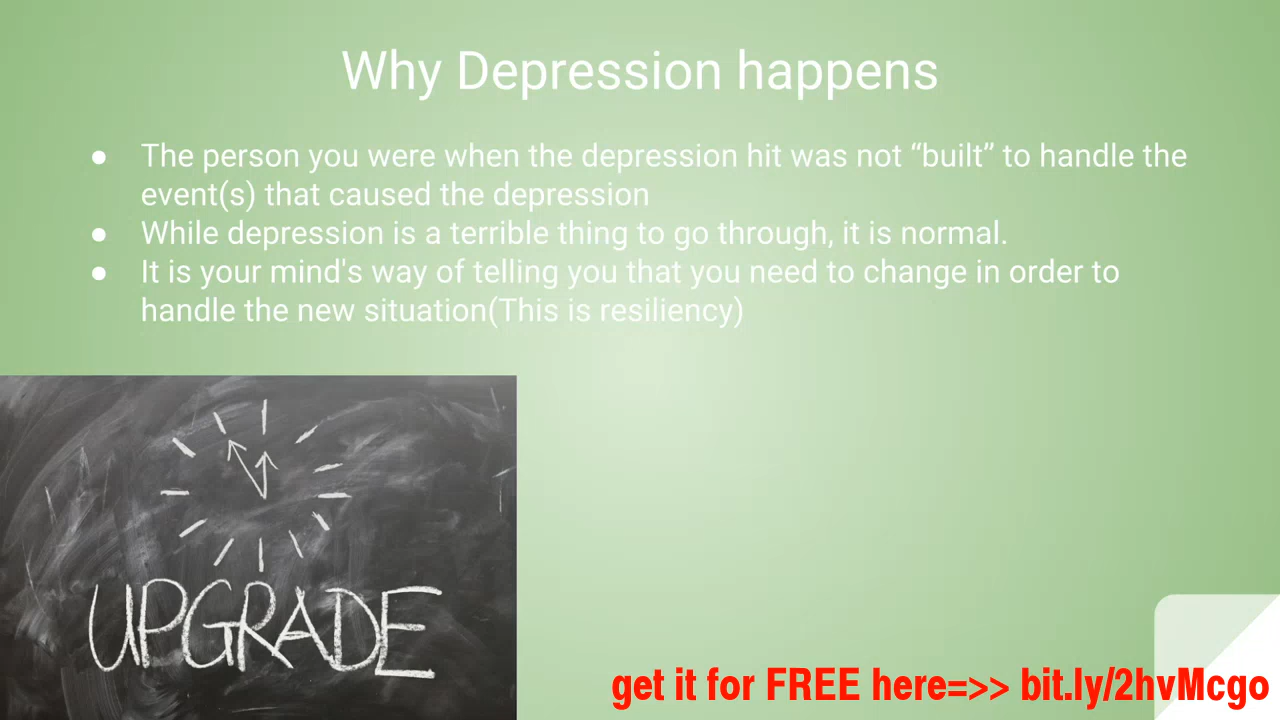 Why Depression happens
● The person you were when the depression hit was not “built” to handle the
event(s) that caused the depression
● While depression is a terrible thing to go through, it is normal.
● It is your mind's way of telling you that you need to change in order to
handle the new situation(This is resiliency)
UPGRADE
get it for FREE here=>> bit.ly/2hvMcgo